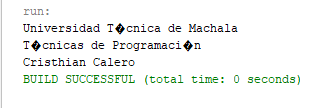 run:
Universidad T�cnica de Machala
T�cnicas de Programaci�n
Cristhian Calero
BUILD SUCCESSFUL (total time: 0 seconds)